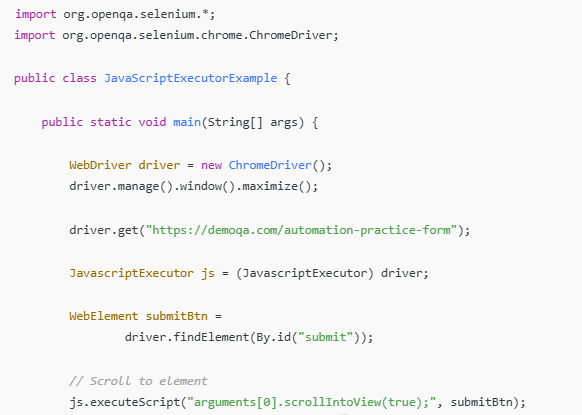 import org.openqa.selenium.*;
import org.openqa.selenium.chrome.ChromeDriver;
public class JavaScriptExecutorExample {
public static void main(String[] args) {
WebDriver driver = new ChromeDriver();
driver.manage().window().maximize();
driver.get("https://demoqa.com/automation-practice-form");
JavascriptExecutor js = (JavascriptExecutor) driver;
WebElement submitBtn =
driver.findElement(By.id("submit"));
// Scroll to element
js.executeScript("arguments[0].scrollIntoView(true);", submitBtn);